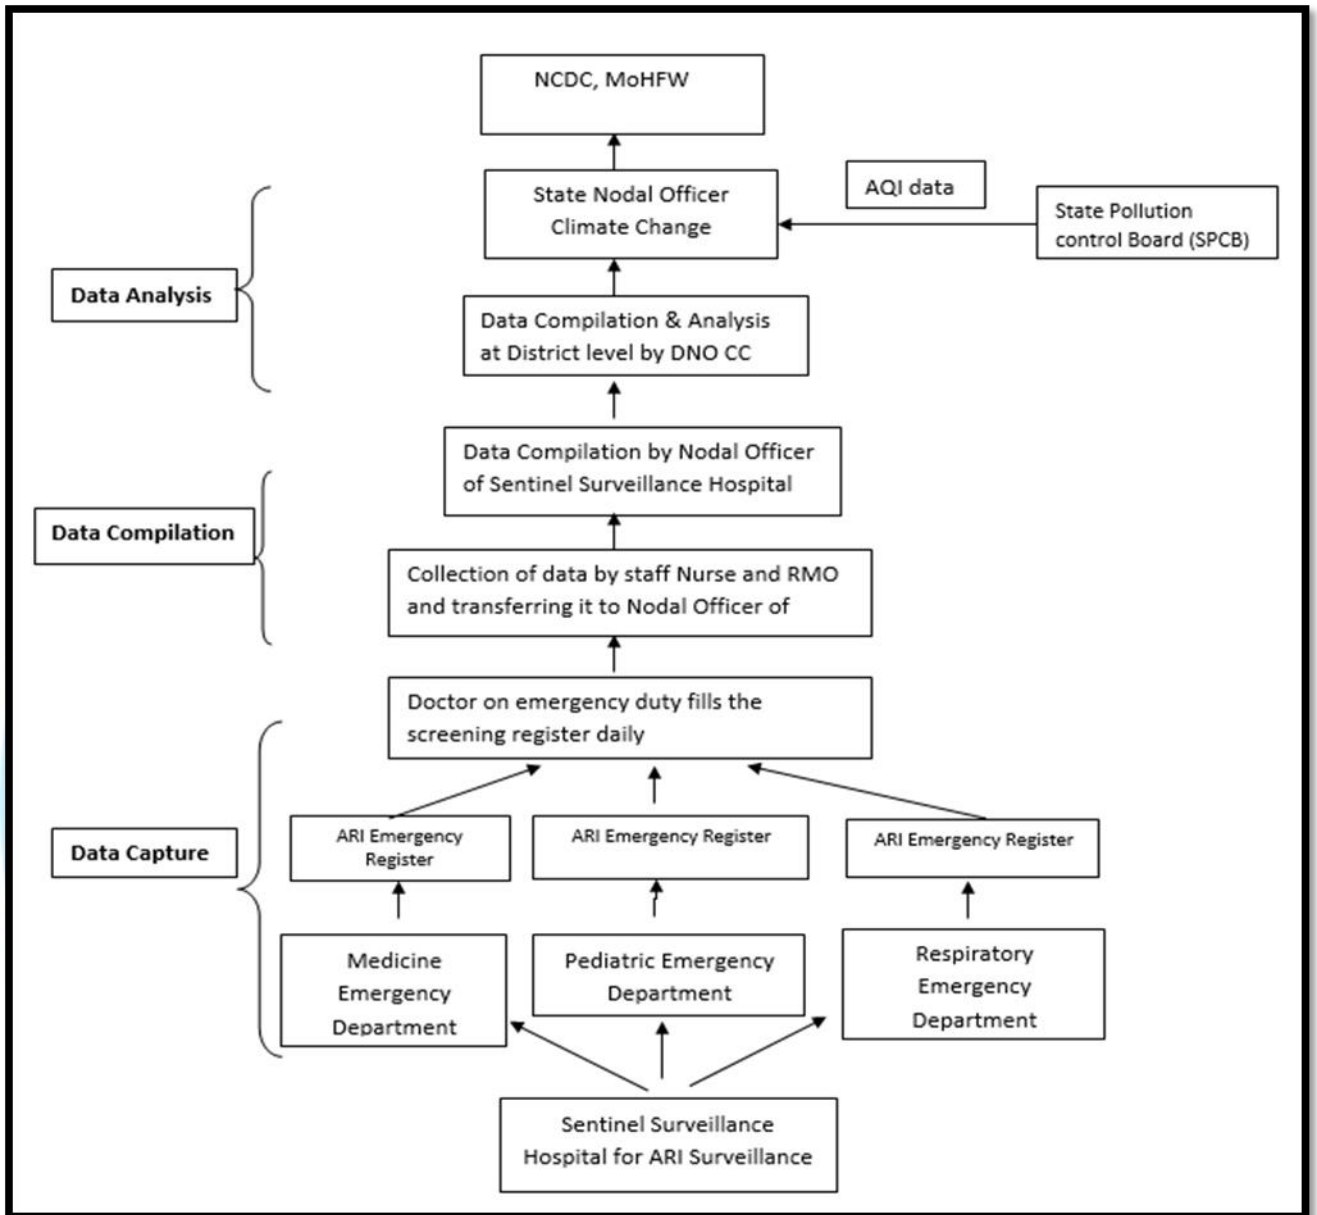 NCDC, MoHFW
State Nodal Officer
Climate Change
AQI data
State Pollution
control Board (SPCB)
Data Analysis
Data Compilation & Analysis
at District level by DNO CC
Data Compilation by Nodal Officer
of Sentinel Surveillance Hospital
Data Compilation
Collection of data by staff Nurse and RMO
and transferring it to Nodal Officer of
Doctor on emergency duty fills the
screening register daily
Data Capture
ARI Emergency
Register
ARI Emergency Register
ARI Emergency Register
Medicine
Emergency
Department
Pediatric Emergency
Department
Respiratory
Emergency
Department
Sentinel Surveillance
Hospital for ARI Surveillance